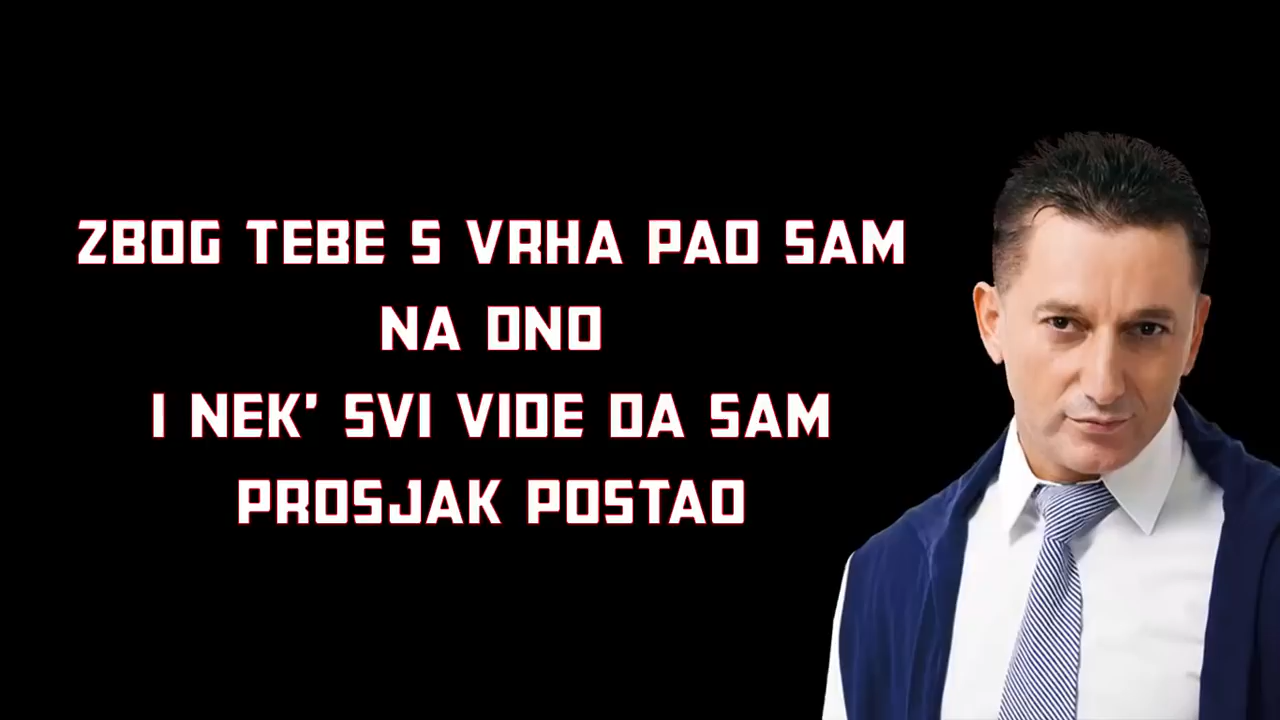 ZBOG TEBE S VRHA PAO SAM
NA DNO
I NEK' SVI VIDE DA SAM
PROSJAK POSTAO